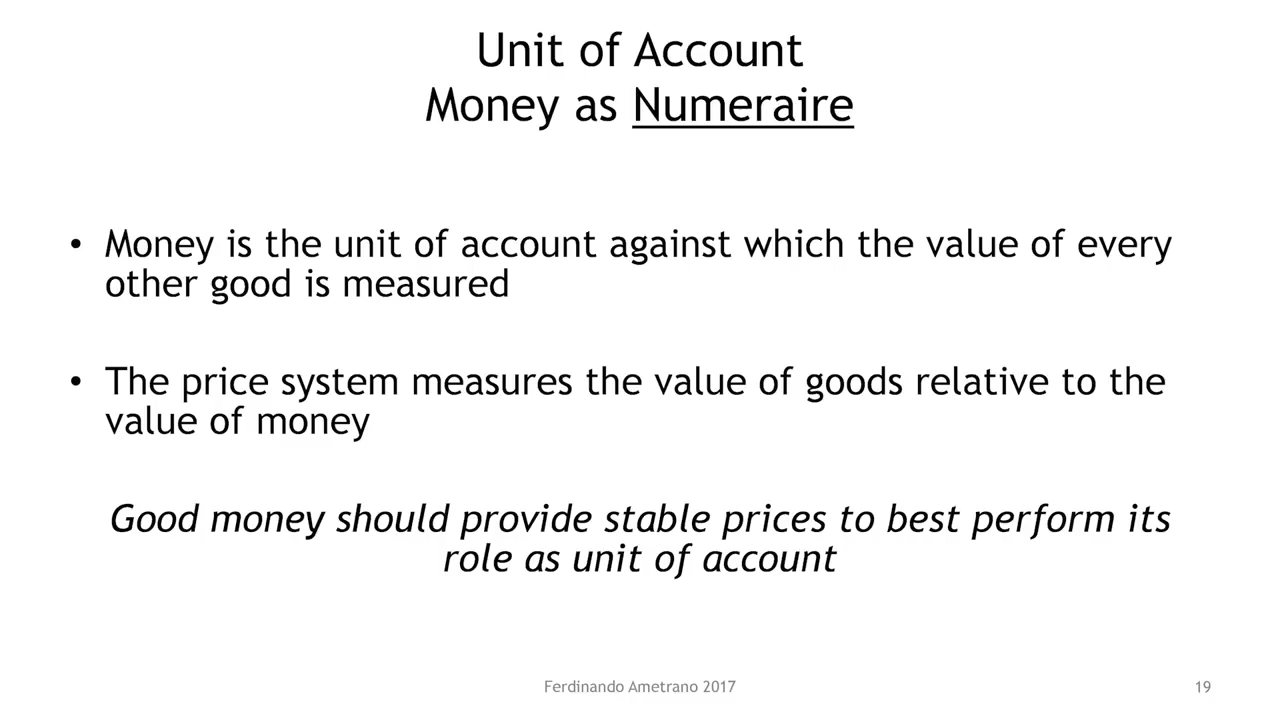 Unit of Account
Money as Numeraire
• Money is the unit of account against which the value of every
other good is measured
• The price system measures the value of goods relative to the
value of money
Good money should provide stable prices to best perform its
role as unit of account
Ferdinando Ametrano 2017
19